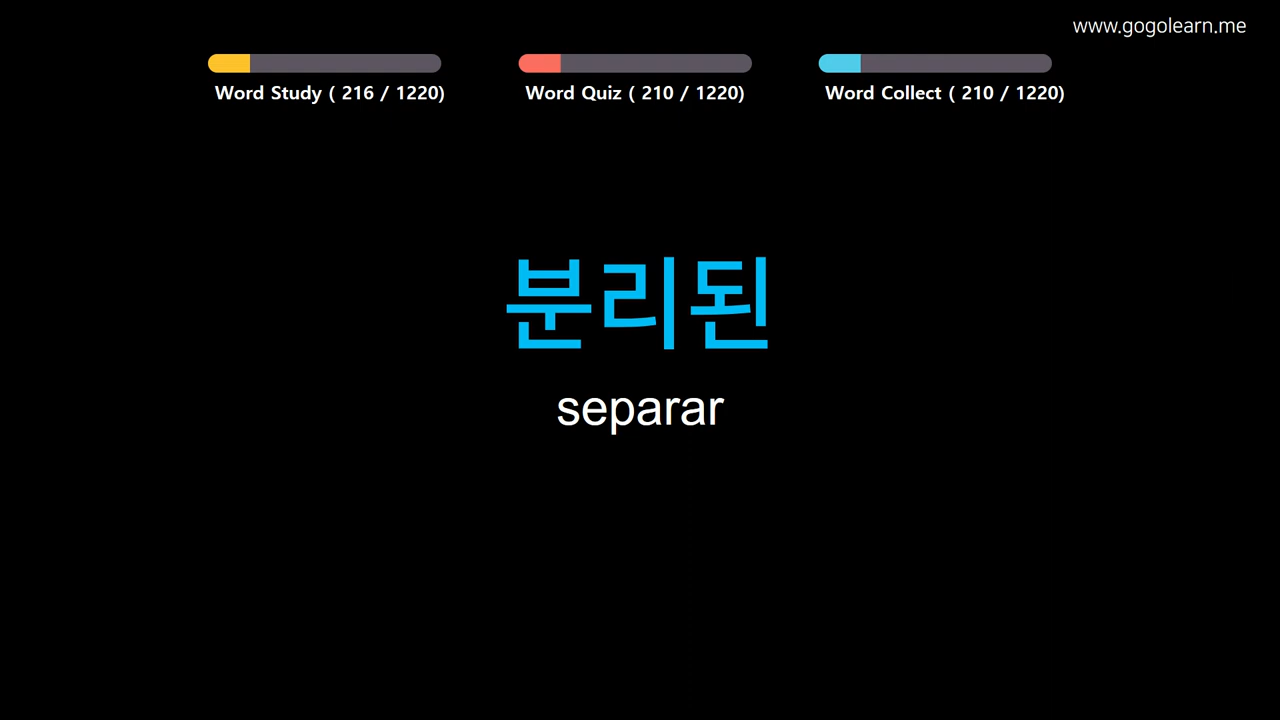 www.gogolearn.me
Word Study ( 216 / 1220)
Word Quiz ( 210 / 1220)
Word Collect ( 210 / 1220)
분리된
separar